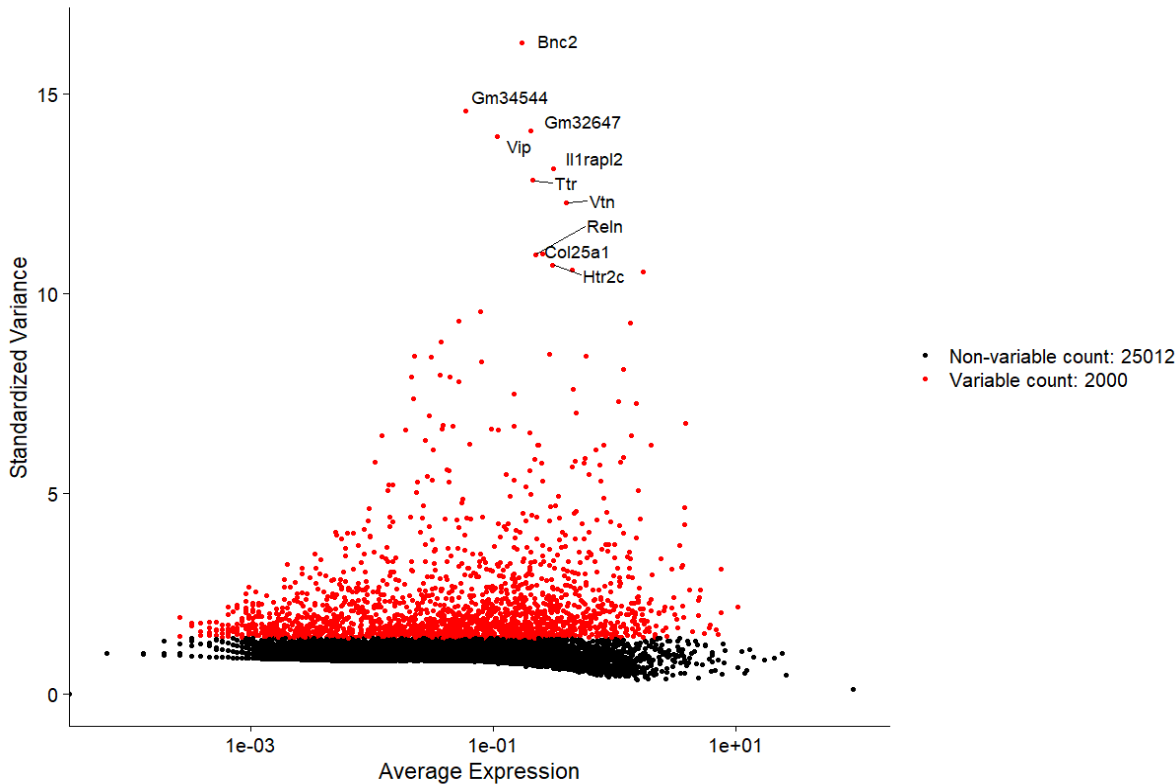 Bnc2
Gm34544
Gm32647
Vip
Il1rapl2
Ttr
Vtn
Reln
Col25a1
Htr2c
15
10
5
0
Standardized Variance
1e-03
1e-01
1e+01
Average Expression
Non-variable count: 25012
Variable count: 2000